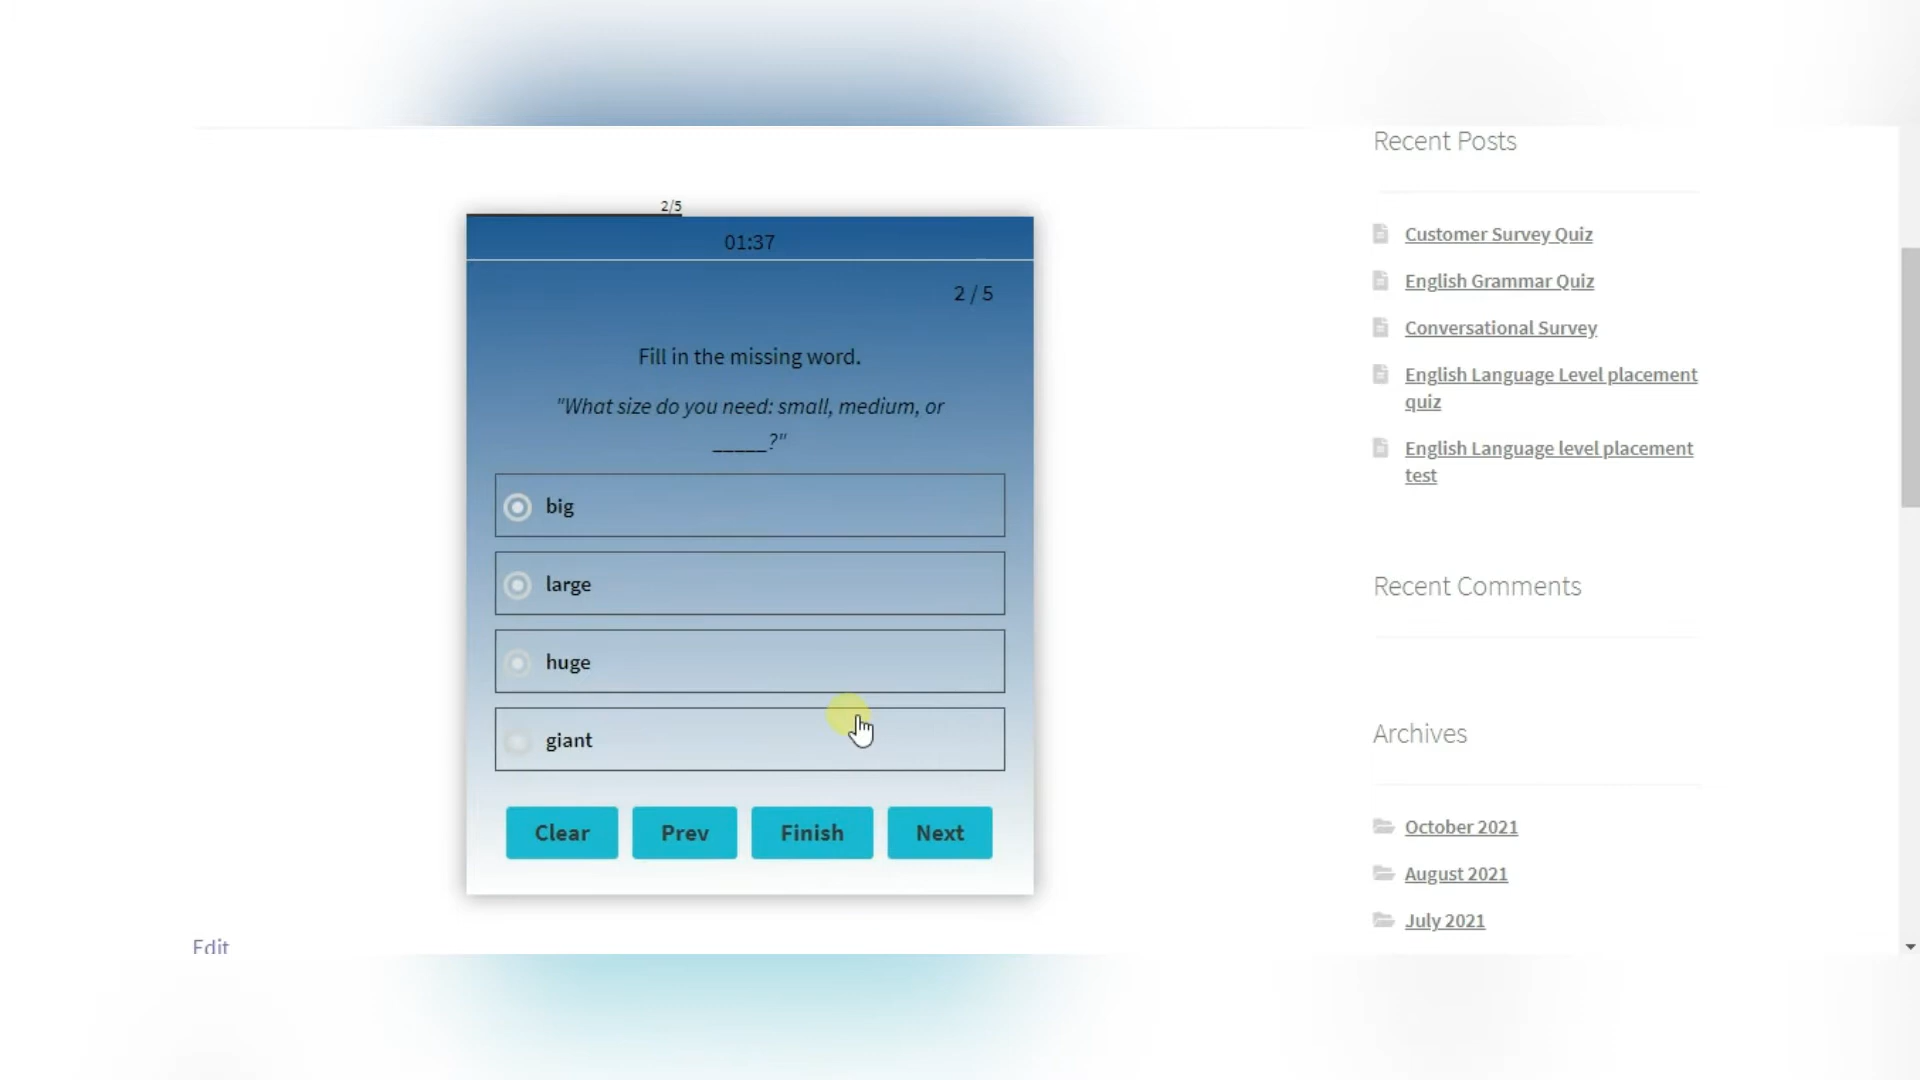 2/5
01:37
2 / 5
Fill in the missing word.
"What size do you need: small, medium, or
_____?"
big
large
huge
giant
Clear
Prev
Finish
Next
Edit
Recent Posts
Customer Survey Quiz
English Grammar Quiz
Conversational Survey
English Language Level placement
quiz
English Language level placement
test
Recent Comments
Archives
October 2021
August 2021
July 2021